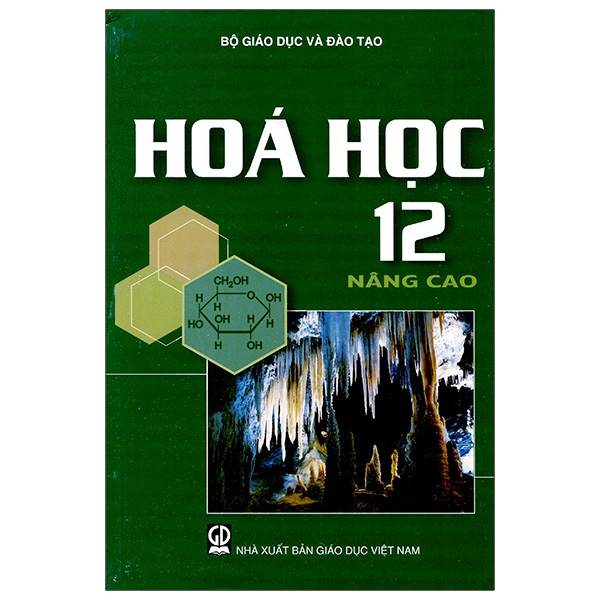 BỘ GIÁO DỤC VÀ ĐÀO TẠO
HOÁ HỌC
12
NÂNG CAO
CH₂OH
H O OH
H
HO OH H H
H OH
GD
NHÀ XUẤT BẢN GIÁO DỤC VIỆT NAM